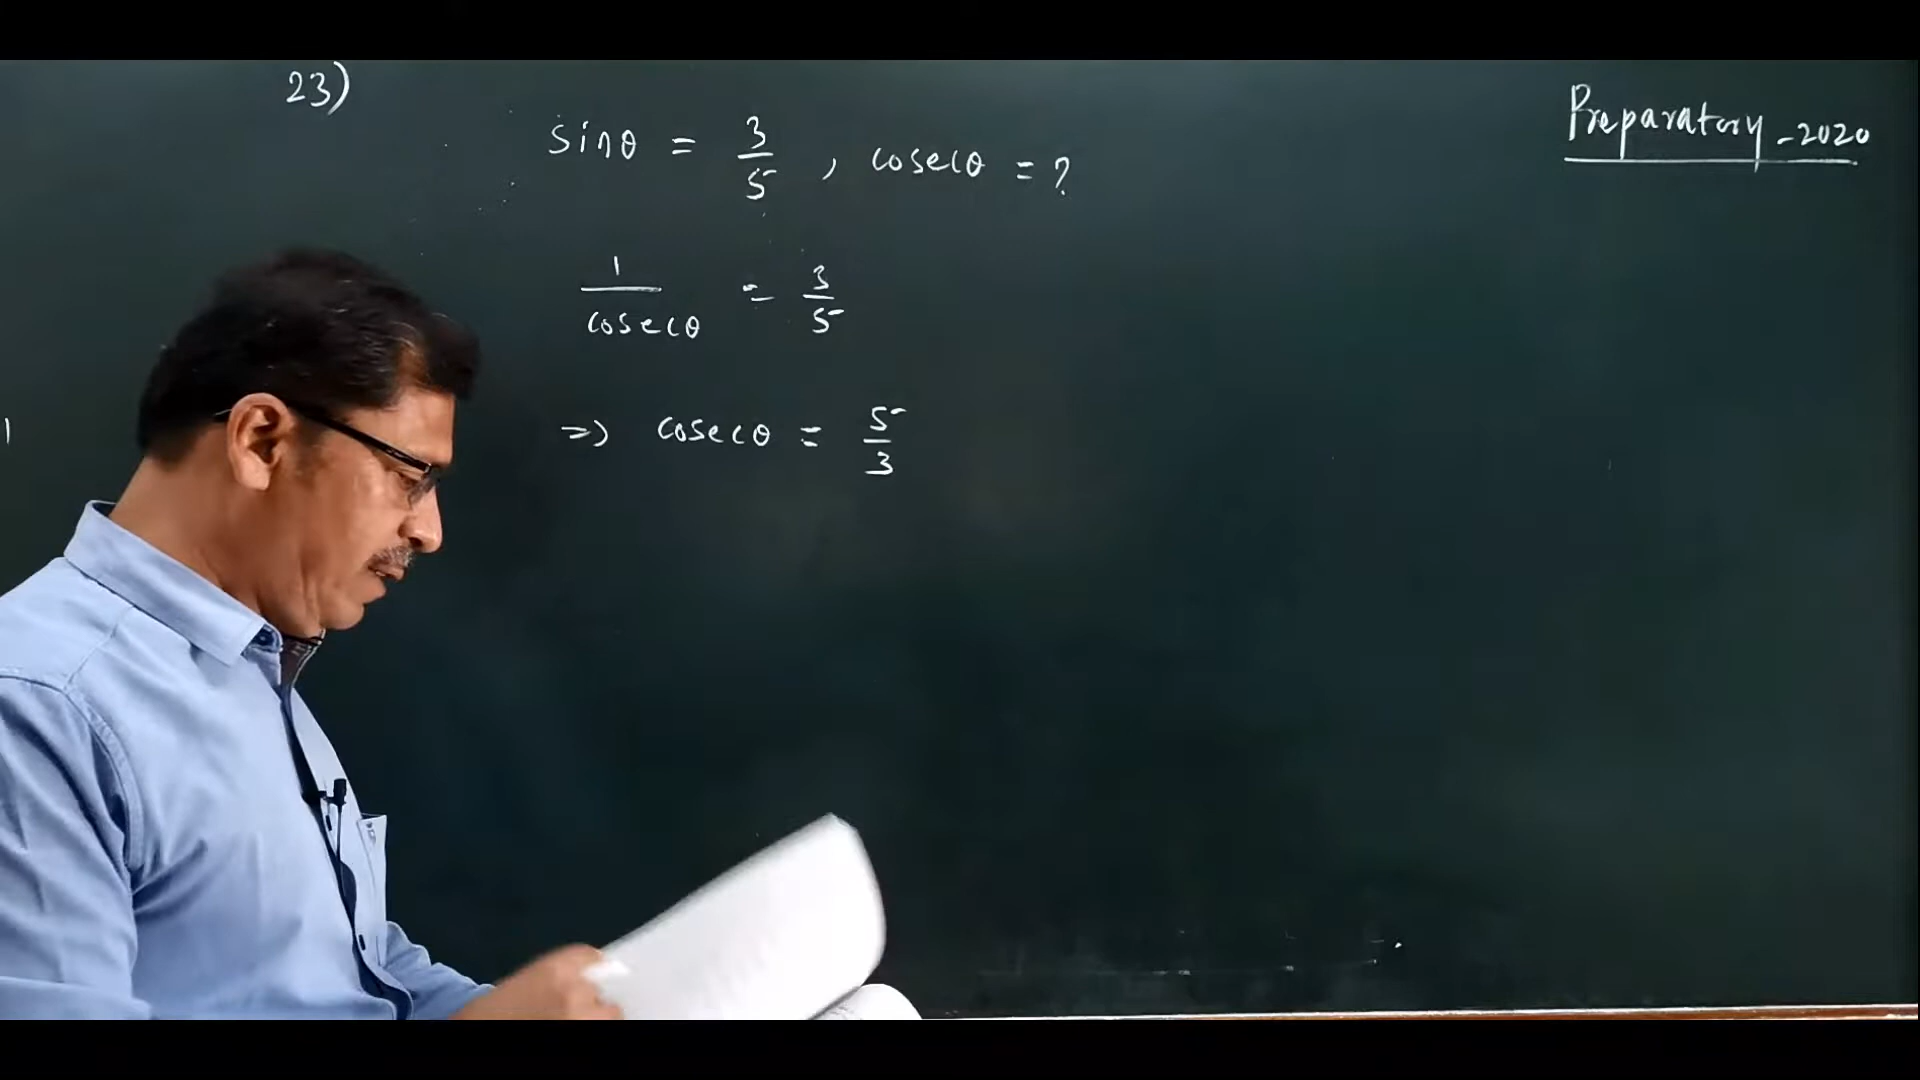 23)
Preparatory - 2020
sinθ = 3/5 , cosecθ = ?
1/cosecθ = 3/5
=> cosecθ = 5/3